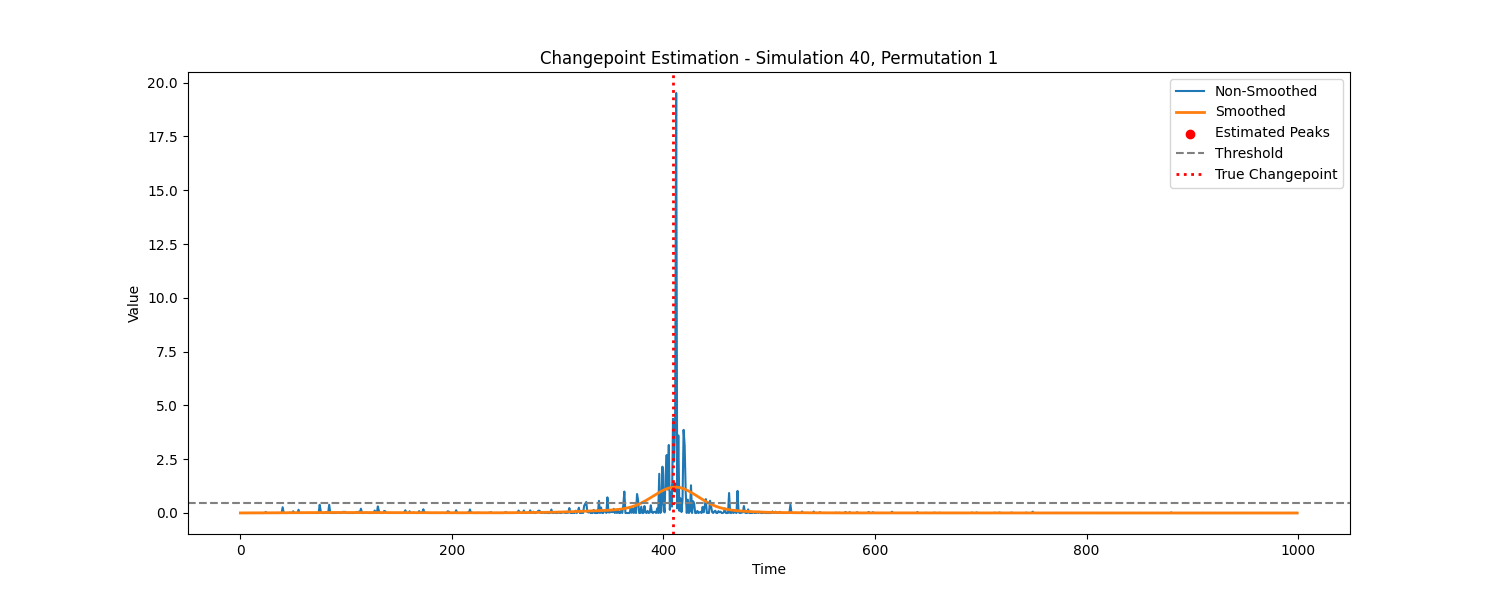 Changepoint Estimation - Simulation 40, Permutation 1
20.0
17.5
15.0
12.5
10.0
7.5
5.0
2.5
0.0
Value
Non-Smoothed
Smoothed
Estimated Peaks
Threshold
True Changepoint
0 200 400 600 800 1000
Time